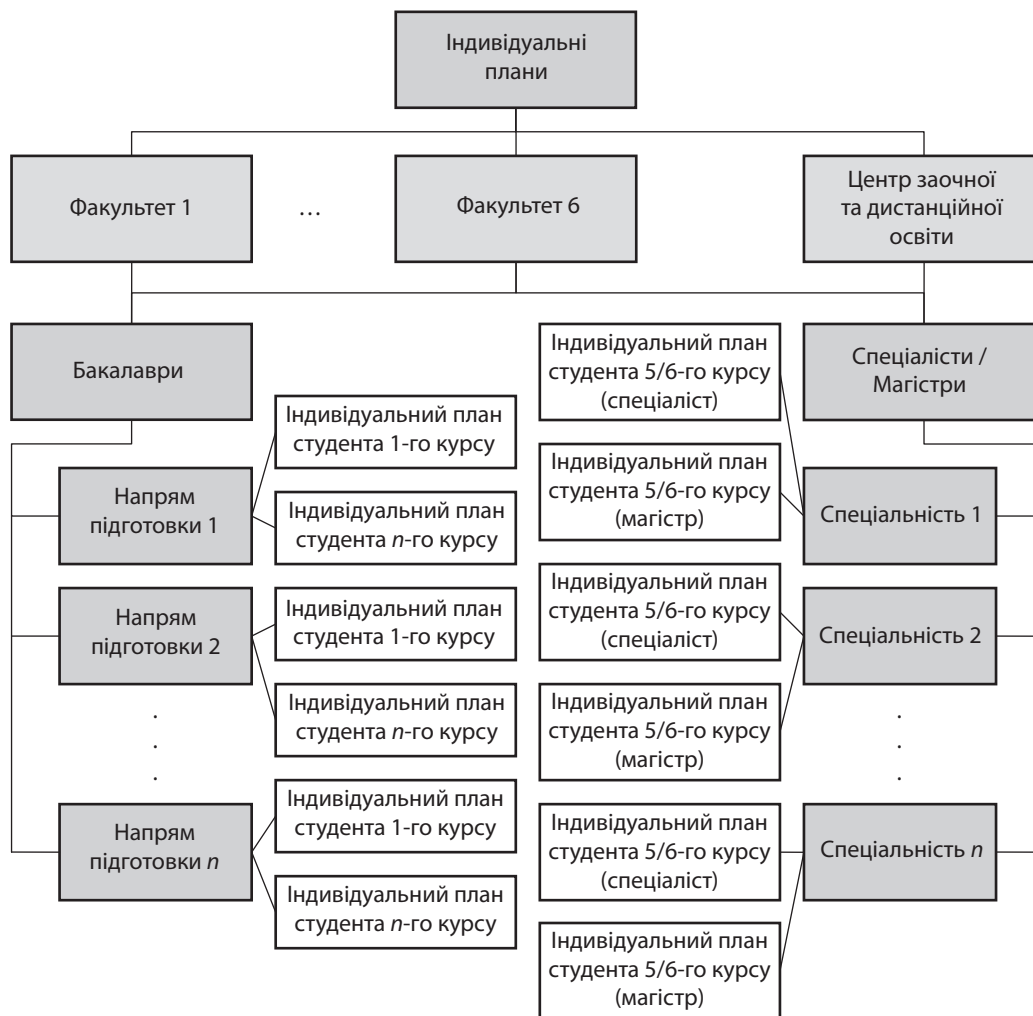 Індивідуальні
плани
Факультет 1
...
Факультет 6
Центр заочної
та дистанційної
освіти
Бакалаври
Спеціалісти /
Магістри
Напрям
підготовки 1
Індивідуальний план
студента 1-го курсу
Індивідуальний план
студента n-го курсу
Напрям
підготовки 2
Індивідуальний план
студента 1-го курсу
Індивідуальний план
студента n-го курсу
.
.
.
Напрям
підготовки n
Індивідуальний план
студента 1-го курсу
Індивідуальний план
студента n-го курсу
Індивідуальний план
студента 5/6-го курсу
(спеціаліст)
Індивідуальний план
студента 5/6-го курсу
(магістр)
Спеціальність 1
Індивідуальний план
студента 5/6-го курсу
(спеціаліст)
Індивідуальний план
студента 5/6-го курсу
(магістр)
Спеціальність 2
.
.
.
Індивідуальний план
студента 5/6-го курсу
(спеціаліст)
Індивідуальний план
студента 5/6-го курсу
(магістр)
Спеціальність n